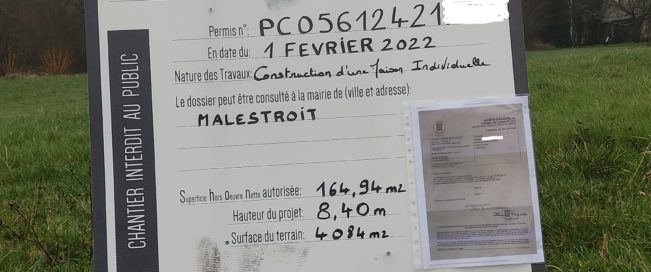 CHANTIER INTERDIT AU PUBLIC
Permis n°: PC05612421
En date du: 1 FEVRIER 2022
Nature des Travaux: Construction d'une Maison Individuelle
Le dossier peut être consulté à la mairie de (ville et adresse):
MALESTROIT
Superficie Hors Oeuvre Nette autorisée: 164,94 m2
Hauteur du projet: 8,40 m
Surface du terrain: 4084 m2